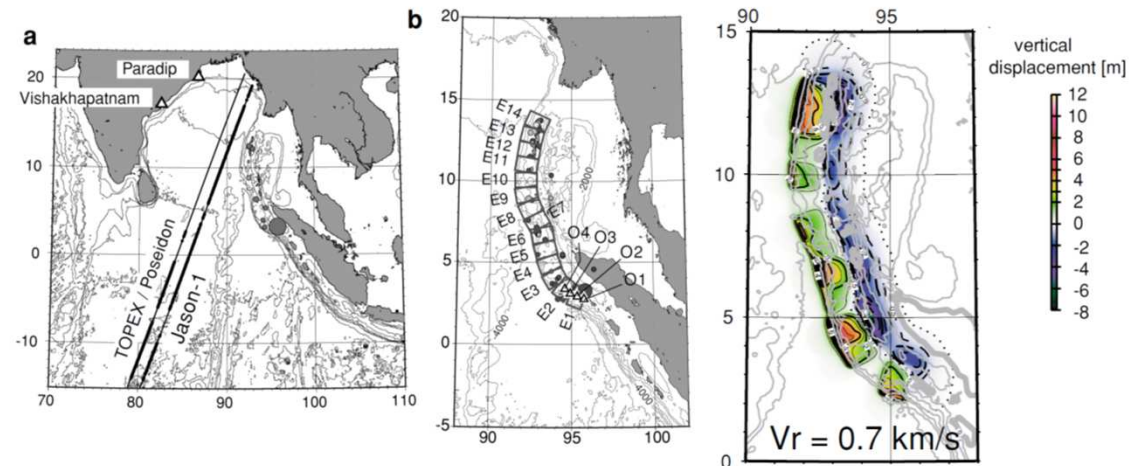 a
20
10
0
-10
70
80
90
100
110
Paradip
Vishakhapatnam
TOPEX / Poseidon
Jason-1
b
20
15
10
5
0
-5
90
95
100
E14
E13
E12
E11
E10
E9
E8
E7
E6
E5
E4
E3
E2
E1
O4
O3
O2
O1
2000
4000
4000
90
95
15
10
5
0
Vr = 0.7 km/s
vertical
displacement [m]
12
10
8
6
4
2
0
-2
-4
-6
-8